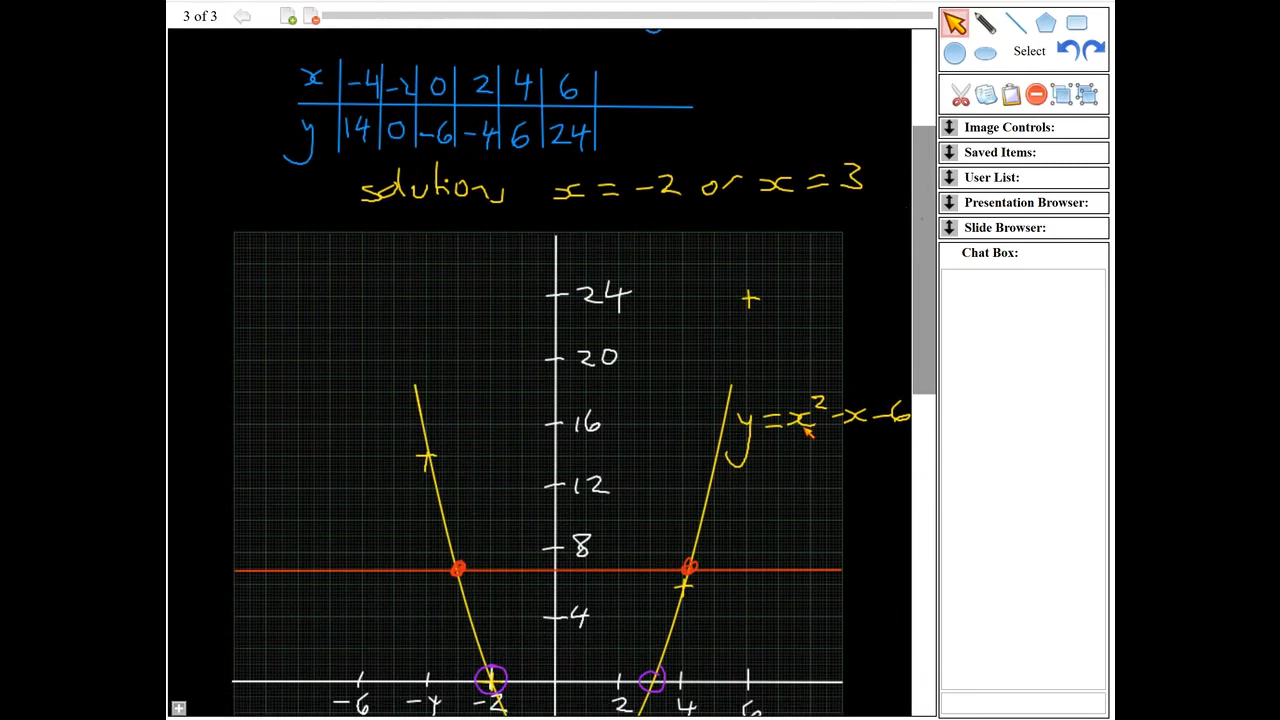 3 of 3
Select
x -4 -2 0 2 4 6
y 14 0 -6 -4 6 24
solutions x = -2 or x = 3
24
20
16
y = x² - x - 6
12
8
4
-6 -4 -2 2 4 6
Image Controls:
Saved Items:
User List:
Presentation Browser:
Slide Browser:
Chat Box: